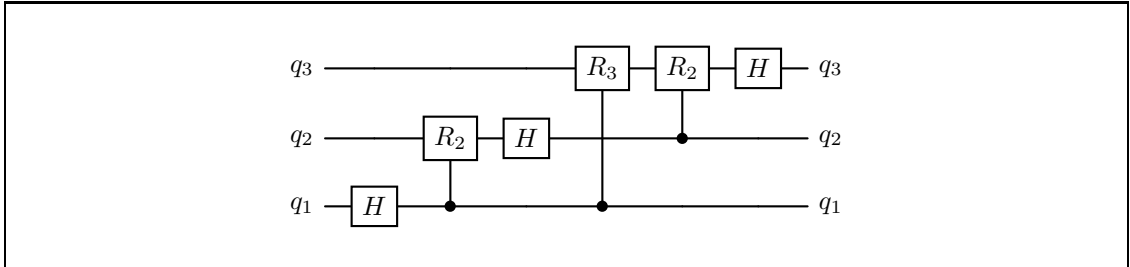 q₃ R₃ R₂ H q₃
q₂ R₂ H q₂
q₁ H q₁